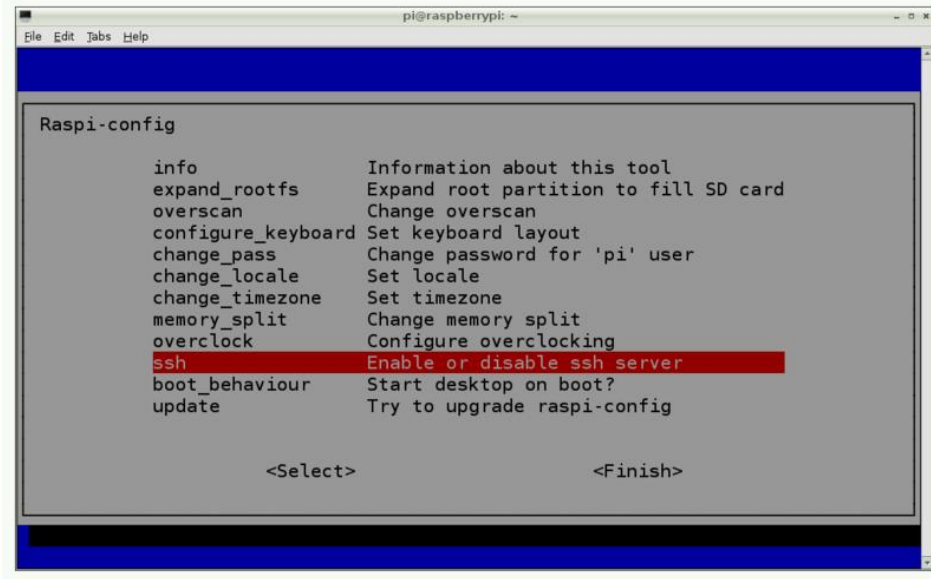 pi@raspberrypi: ~
File Edit Tabs Help
Raspi-config
info Information about this tool
expand_rootfs Expand root partition to fill SD card
overscan Change overscan
configure_keyboard Set keyboard layout
change_pass Change password for 'pi' user
change_locale Set locale
change_timezone Set timezone
memory_split Change memory split
overclock Configure overclocking
ssh Enable or disable ssh server
boot_behaviour Start desktop on boot?
update Try to upgrade raspi-config
<Select> <Finish>